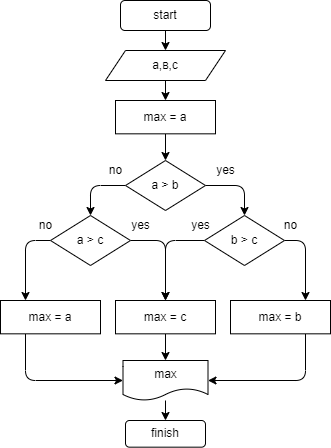 start
a,в,c
max = a
no
yes
a > b
no
yes
yes
no
a > c
b > c
max = a
max = c
max = b
max
finish